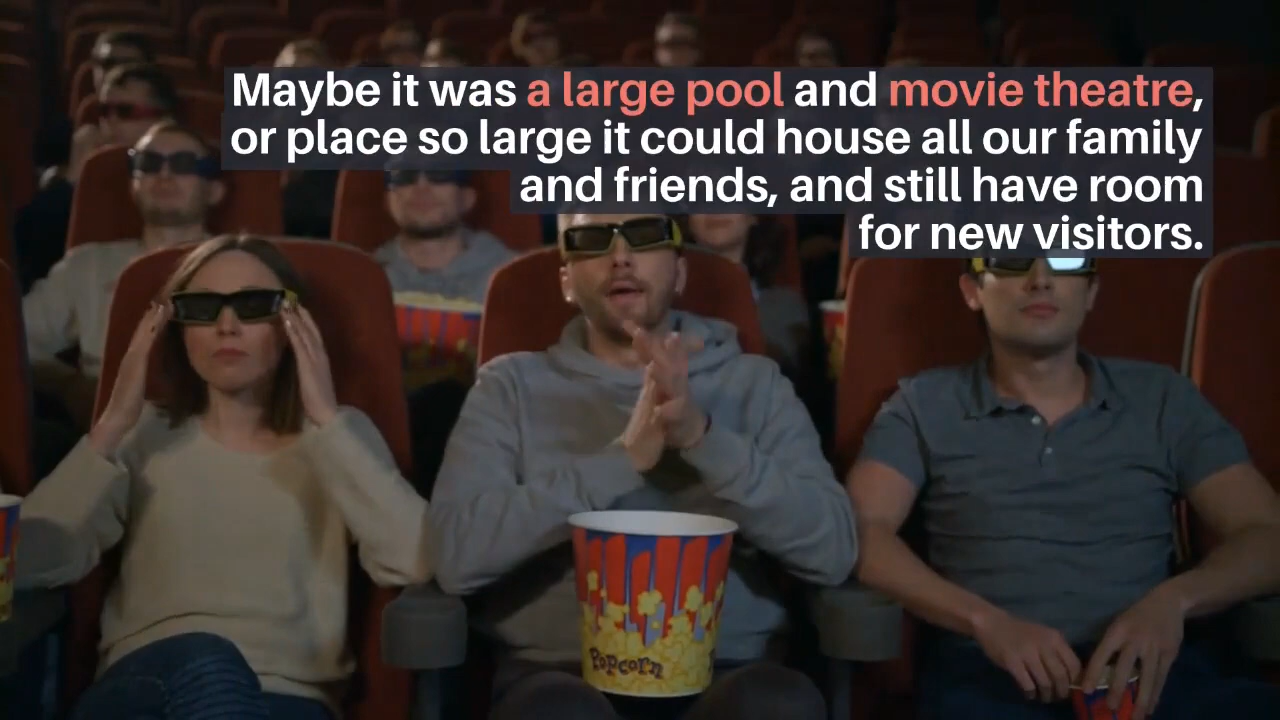 Maybe it was a large pool and movie theatre,
or place so large it could house all our family
and friends, and still have room
for new visitors.
Popcorn